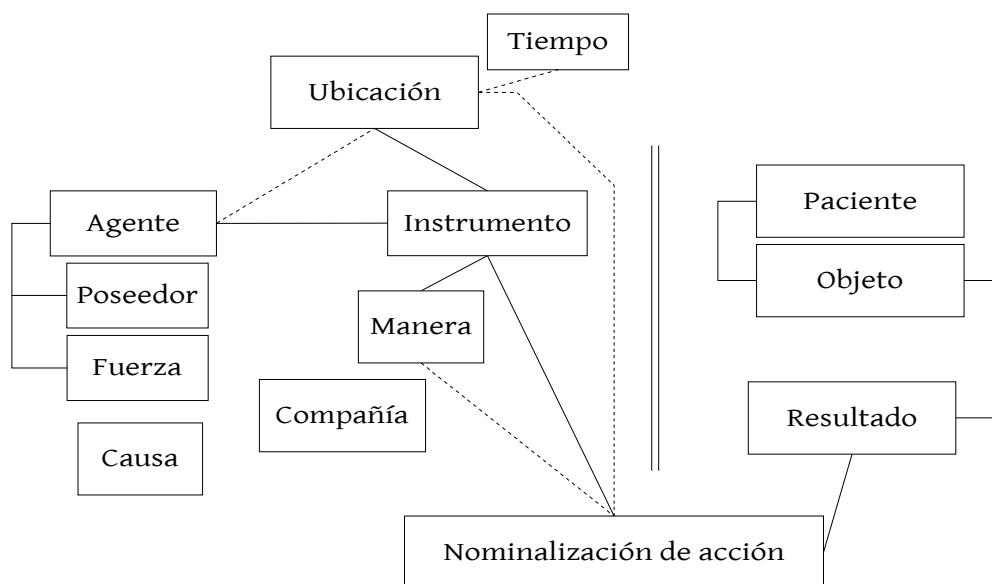 Tiempo
Ubicación
Agente
Instrumento
Paciente
Poseedor
Objeto
Manera
Fuerza
Compañía
Resultado
Causa
Nominalización de acción